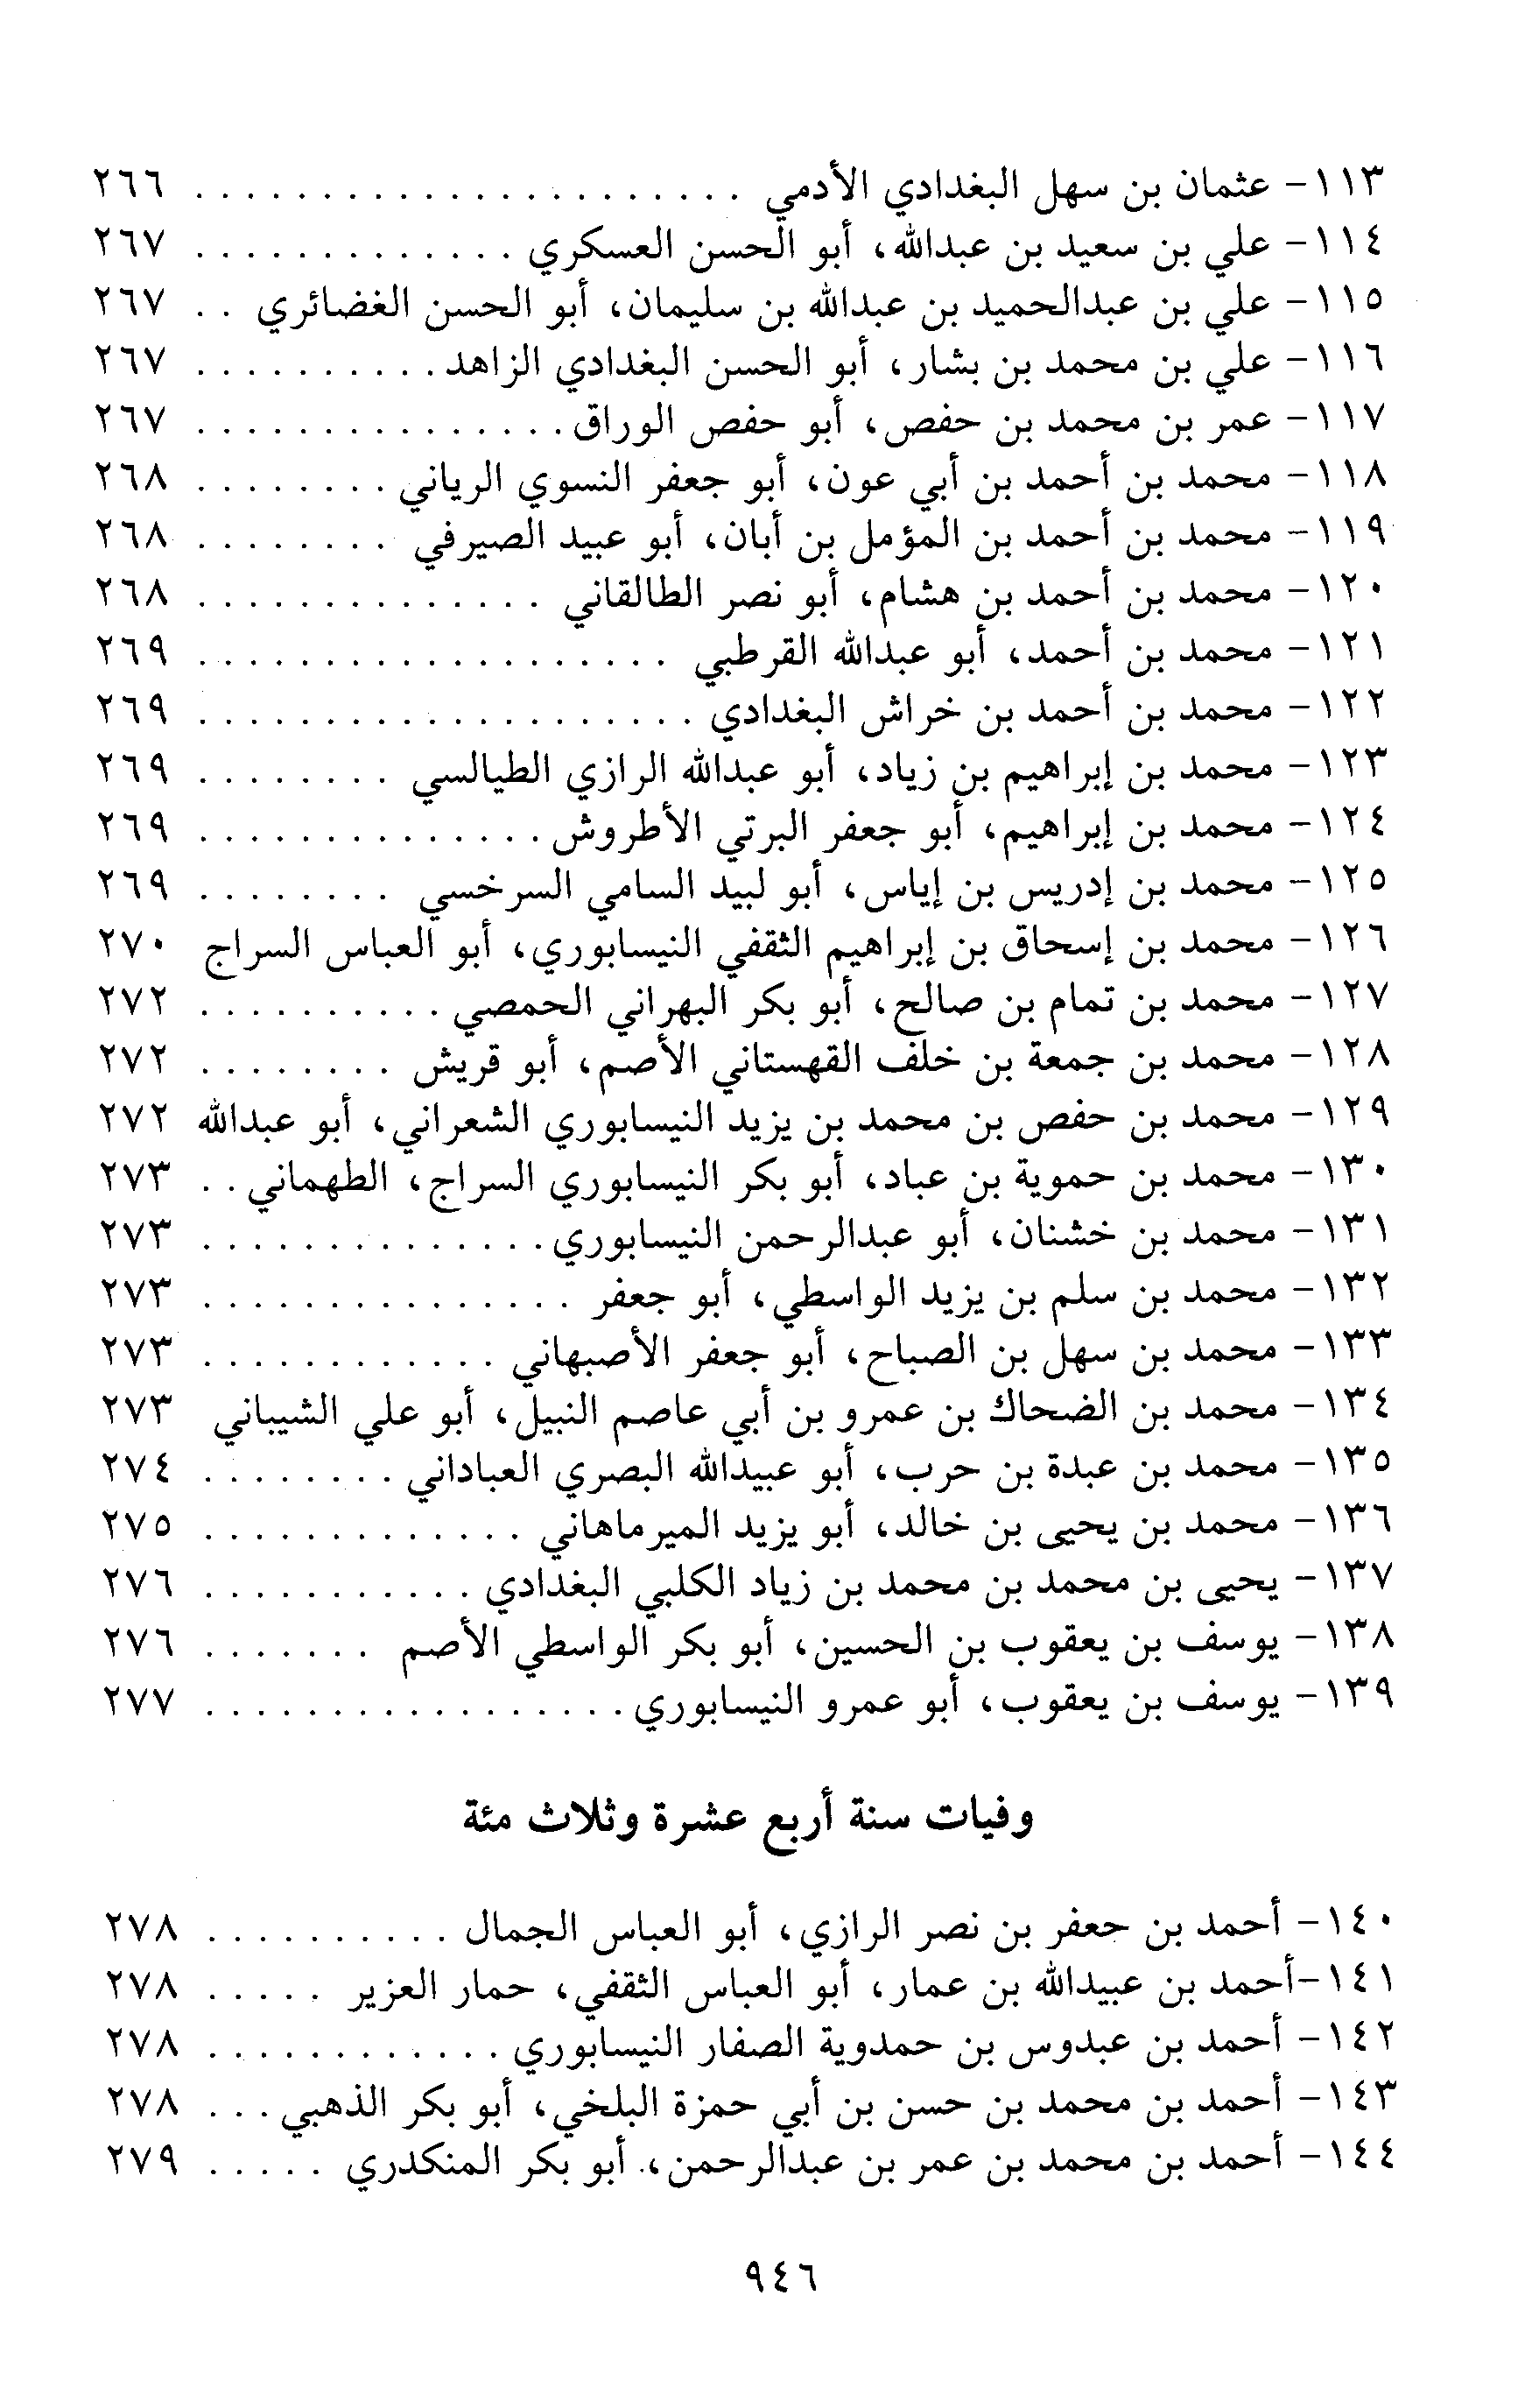 ١١٣- عثمان بن سهل البغدادي الأدمي . . . . . . . . . . . . . . . . . . . . . . ٢٦٦
١١٤- علي بن سعيد بن عبدالله، أبو الحسن العسكري . . . . . . . . . . . . . ٢٦٧
١١٥- علي بن عبدالحميد بن عبدالله بن سليمان، أبو الحسن الغضائري . . ٢٦٧
١١٦- علي بن محمد بن بشار، أبو الحسن البغدادي الزاهد . . . . . . . . . . ٢٦٧
١١٧- عمر بن محمد بن حفص، أبو حفص الوراق . . . . . . . . . . . . . . . ٢٦٧
١١٨- محمد بن أحمد بن أبي عون، أبو جعفر النسوي الرياني . . . . . . . . ٢٦٨
١١٩- محمد بن أحمد بن المؤمل بن أبان، أبو عبيد الصيرفي . . . . . . . . ٢٦٨
١٢٠- محمد بن أحمد بن هشام، أبو نصر الطالقاني . . . . . . . . . . . . . . ٢٦٨
١٢١- محمد بن أحمد، أبو عبدالله القرطبي . . . . . . . . . . . . . . . . . . . ٢٦٩
١٢٢- محمد بن أحمد بن خراش البغدادي . . . . . . . . . . . . . . . . . . . . ٢٦٩
١٢٣- محمد بن إبراهيم بن زياد، أبو عبدالله الرازي الطيالسي . . . . . . . . ٢٦٩
١٢٤- محمد بن إبراهيم، أبو جعفر البرتي الأطروش . . . . . . . . . . . . . . ٢٦٩
١٢٥- محمد بن إدريس بن إياس، أبو لبيد السامي السرخسي . . . . . . . . ٢٦٩
١٢٦- محمد بن إسحاق بن إبراهيم الثقفي النيسابوري، أبو العباس السراج ٢٧٠
١٢٧- محمد بن تمام بن صالح، أبو بكر البهراني الحمصي . . . . . . . . . . ٢٧٢
١٢٨- محمد بن جمعة بن خلف القهستاني الأصم، أبو قريش . . . . . . . . ٢٧٢
١٢٩- محمد بن حفص بن محمد بن يزيد النيسابوري الشعراني، أبو عبدالله ٢٧٢
١٣٠- محمد بن حموية بن عباد، أبو بكر النيسابوري السراج، الطهماني . . ٢٧٣
١٣١- محمد بن خشنان، أبو عبدالرحمن النيسابوري . . . . . . . . . . . . . . ٢٧٣
١٣٢- محمد بن سلم بن يزيد الواسطي، أبو جعفر . . . . . . . . . . . . . . . ٢٧٣
١٣٣- محمد بن سهل بن الصباح، أبو جعفر الأصبهاني . . . . . . . . . . . . ٢٧٣
١٣٤- محمد بن الضحاك بن عمرو بن أبي عاصم النبيل، أبو علي الشيباني ٢٧٣
١٣٥- محمد بن عبدة بن حرب، أبو عبيدالله البصري العباداني . . . . . . . . ٢٧٤
١٣٦- محمد بن يحيى بن خالد، أبو يزيد الميرماهاني . . . . . . . . . . . . . ٢٧٥
١٣٧- يحيى بن محمد بن محمد بن زياد الكلبي البغدادي . . . . . . . . . . . ٢٧٦
١٣٨- يوسف بن يعقوب بن الحسين، أبو بكر الواسطي الأصم . . . . . . . ٢٧٦
١٣٩- يوسف بن يعقوب، أبو عمرو النيسابوري . . . . . . . . . . . . . . . . . ٢٧٧
وفيات سنة أربع عشرة وثلاث مئة
١٤٠- أحمد بن جعفر بن نصر الرازي، أبو العباس الجمال . . . . . . . . . . ٢٧٨
١٤١-أحمد بن عبيدالله بن عمار، أبو العباس الثقفي، حمار العزير . . . . . ٢٧٨
١٤٢- أحمد بن عبدوس بن حمدوية الصفار النيسابوري . . . . . . . . . . . . ٢٧٨
١٤٣- أحمد بن محمد بن حسن بن أبي حمزة البلخي، أبو بكر الذهبي . . . ٢٧٨
١٤٤- أحمد بن محمد بن عمر بن عبدالرحمن، أبو بكر المنكدري . . . . . ٢٧٩
٩٤٦